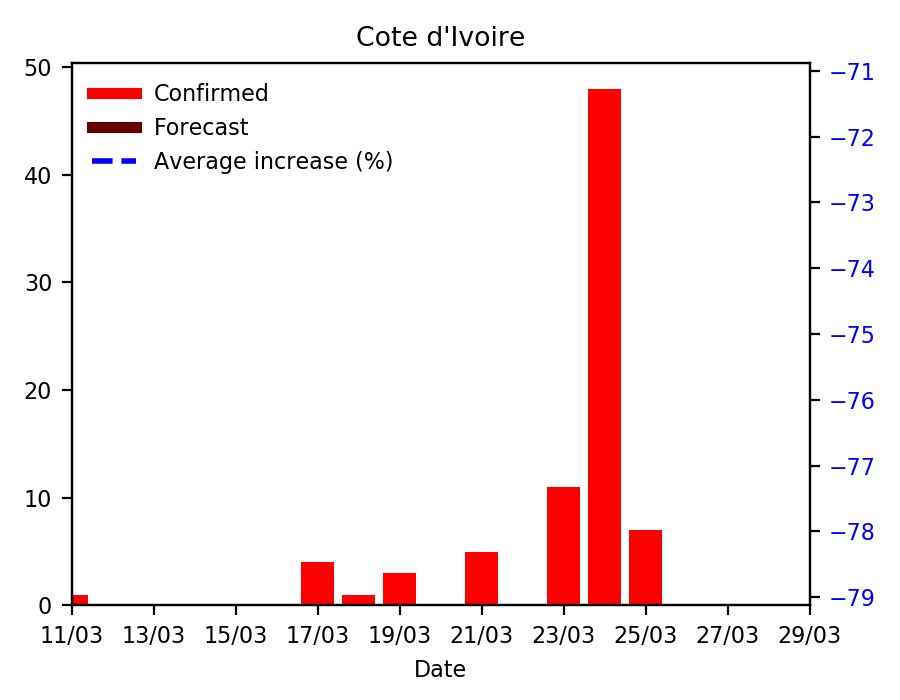 Cote d'Ivoire
Confirmed
Forecast
Average increase (%)
50
40
30
20
10
0
−71
−72
−73
−74
−75
−76
−77
−78
−79
11/03 13/03 15/03 17/03 19/03 21/03 23/03 25/03 27/03 29/03
Date